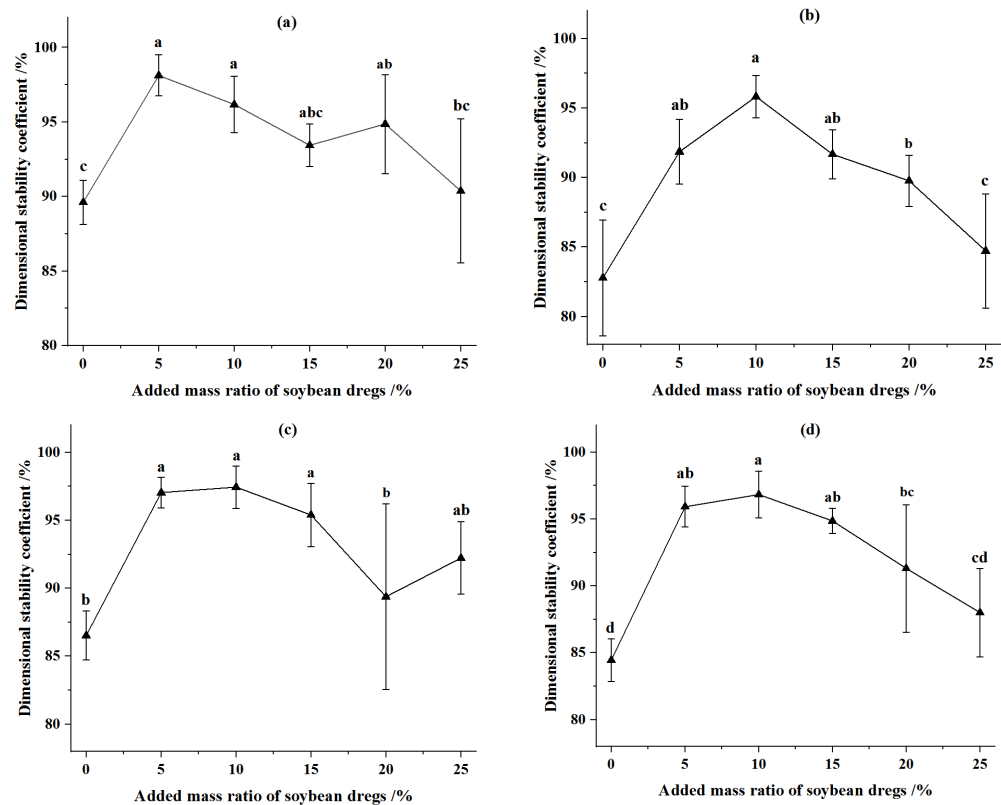 (a)
Dimensional stability coefficient /%
100
95
90
85
80
c
a
a
abc
ab
bc
0 5 10 15 20 25
Added mass ratio of soybean dregs /%
(b)
Dimensional stability coefficient /%
100
95
90
85
80
c
ab
a
ab
b
c
0 5 10 15 20 25
Added mass ratio of soybean dregs /%
(c)
Dimensional stability coefficient /%
100
95
90
85
80
b
a
a
a
b
ab
0 5 10 15 20 25
Added mass ratio of soybean dregs /%
(d)
Dimensional stability coefficient /%
100
95
90
85
80
d
ab
a
ab
bc
cd
0 5 10 15 20 25
Added mass ratio of soybean dregs /%